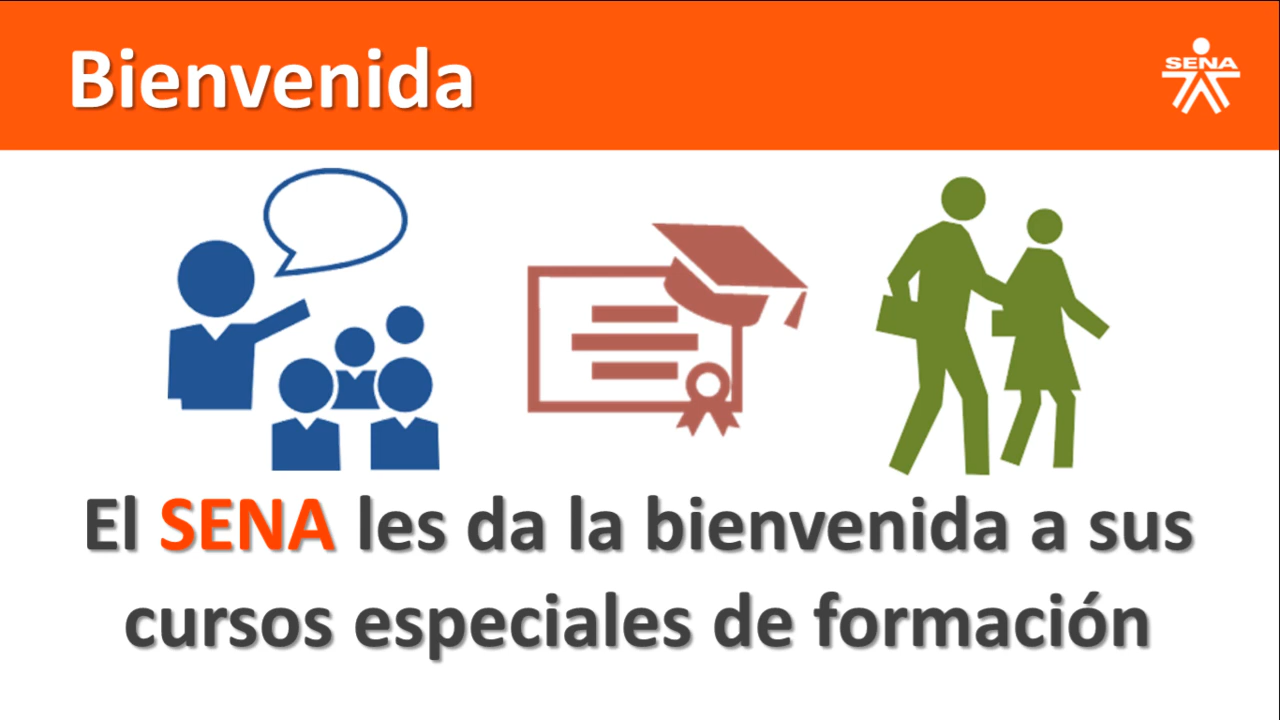 Bienvenida
SENA
El SENA les da la bienvenida a sus
cursos especiales de formación